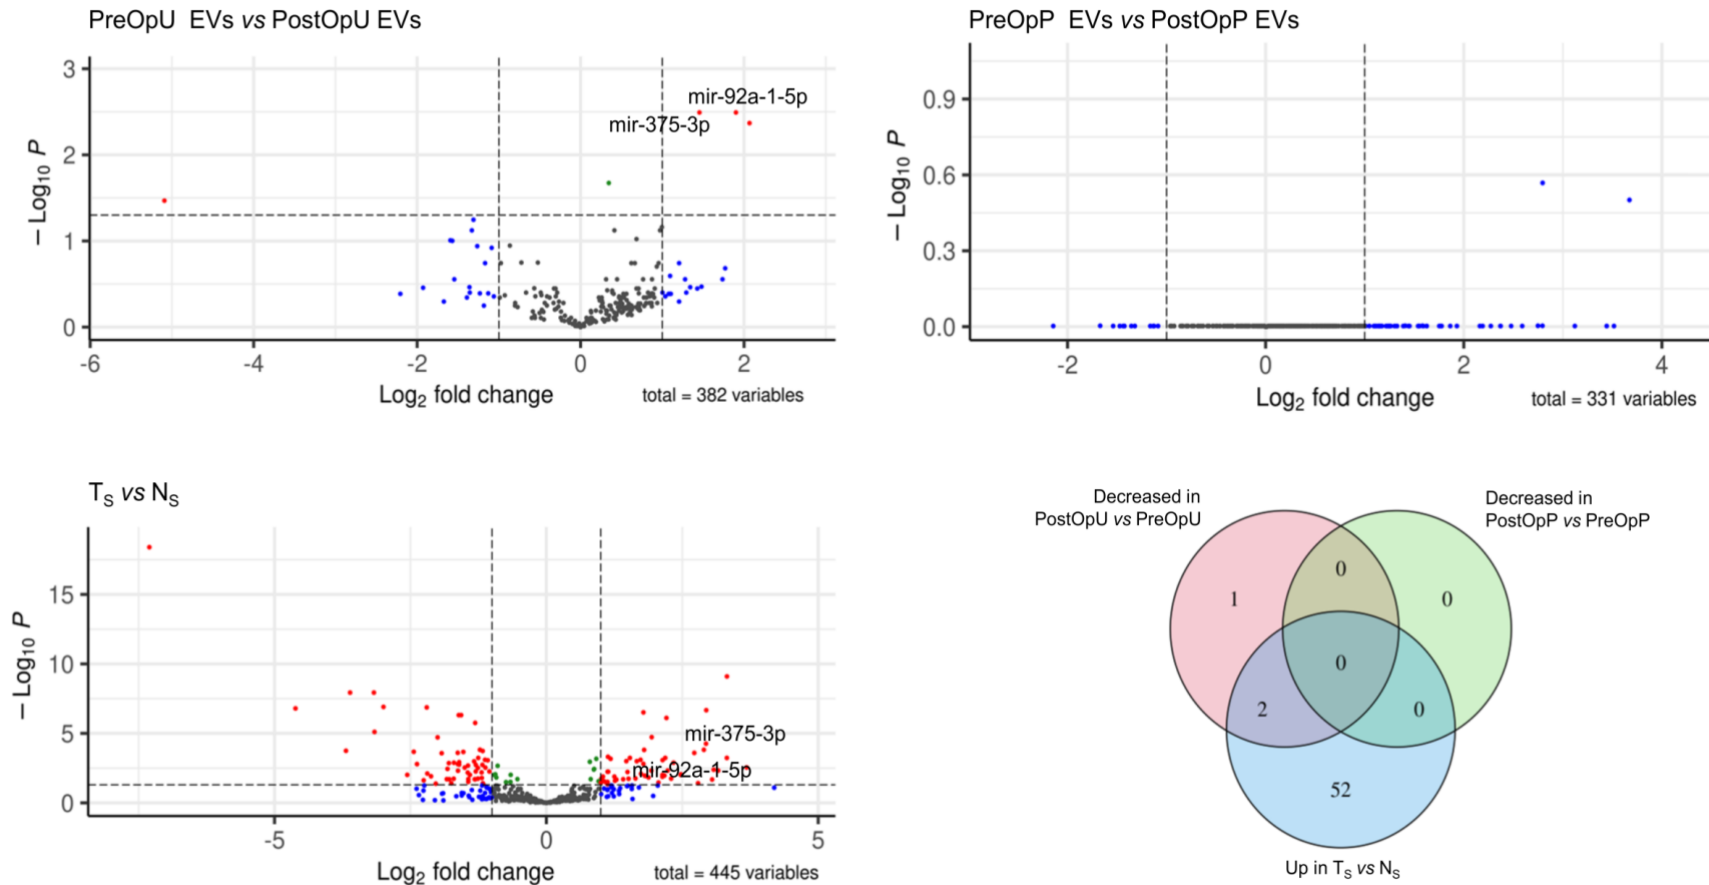 PreOpU EVs vs PostOpU EVs
3
2
1
0
– Log10 P
mir-92a-1-5p
mir-375-3p
-6 -4 -2 0 2
Log2 fold change
total = 382 variables
PreOpP EVs vs PostOpP EVs
0.9
0.6
0.3
0.0
– Log10 P
-2 0 2 4
Log2 fold change
total = 331 variables
TS vs NS
15
10
5
0
– Log10 P
mir-375-3p
mir-92a-1-5p
-5 0 5
Log2 fold change
total = 445 variables
Decreased in
PostOpU vs PreOpU
Decreased in
PostOpP vs PreOpP
0
1 0
0
2 0
52
Up in TS vs NS